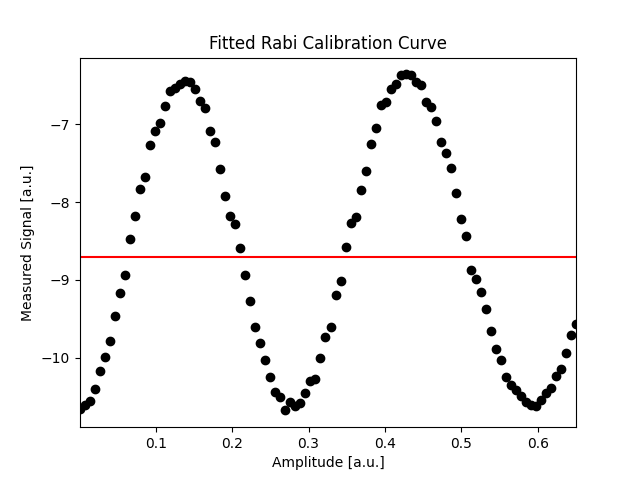 Fitted Rabi Calibration Curve
Measured Signal [a.u.]
−7
−8
−9
−10
0.1 0.2 0.3 0.4 0.5 0.6
Amplitude [a.u.]